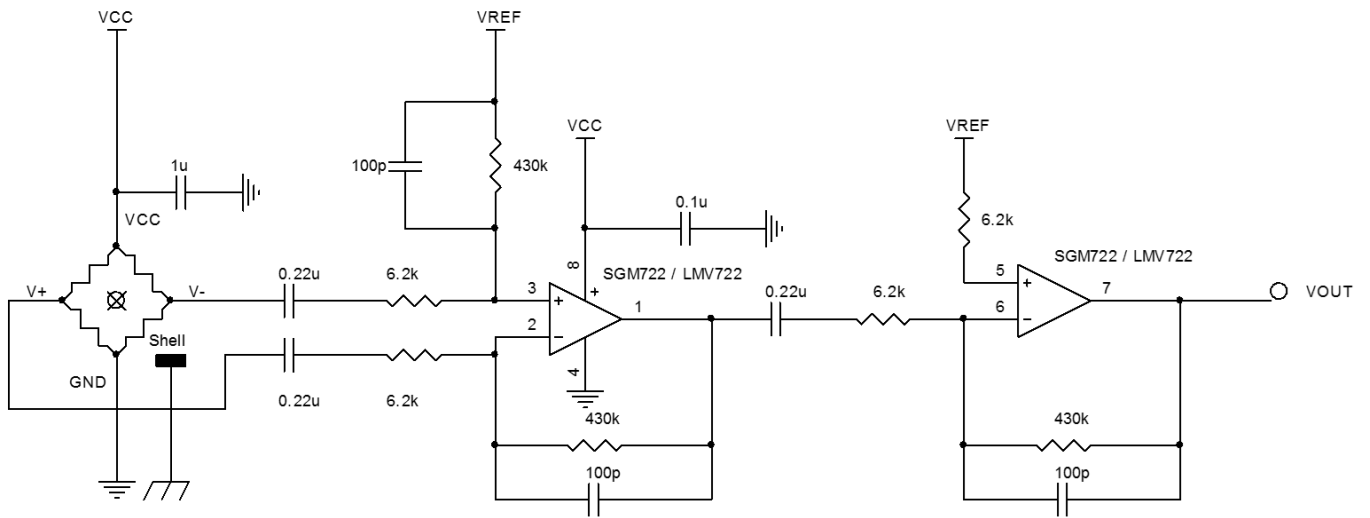 VCC
VREF
VCC
VREF
1u
100p
430k
0.1u
6.2k
VCC
8
SGM722 / LMV722
SGM722 / LMV722
+
V+
V-
0.22u
6.2k
3
+
1
0.22u
6.2k
5
+
7
VOUT
2
−
6
−
Shell
GND
4
0.22u
6.2k
430k
430k
100p
100p